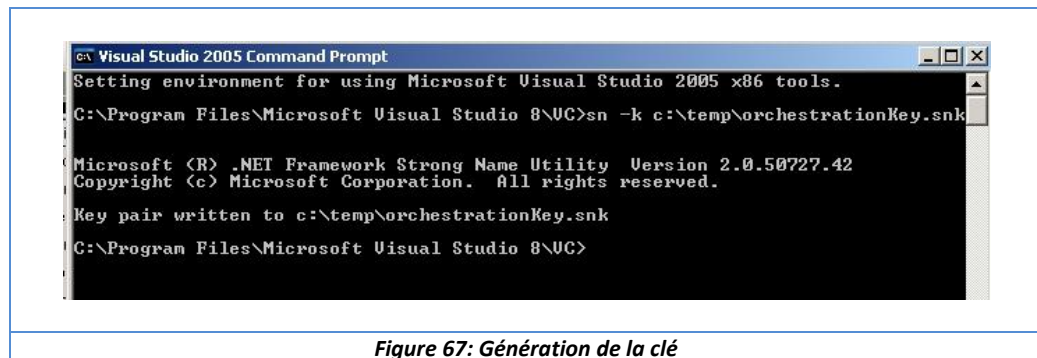 Visual Studio 2005 Command Prompt
Setting environment for using Microsoft Visual Studio 2005 x86 tools.
C:\Program Files\Microsoft Visual Studio 8\VC>sn -k c:\temp\orchestrationKey.snk
Microsoft (R) .NET Framework Strong Name Utility  Version 2.0.50727.42
Copyright (c) Microsoft Corporation.  All rights reserved.
Key pair written to c:\temp\orchestrationKey.snk
C:\Program Files\Microsoft Visual Studio 8\VC>
Figure 67: Génération de la clé